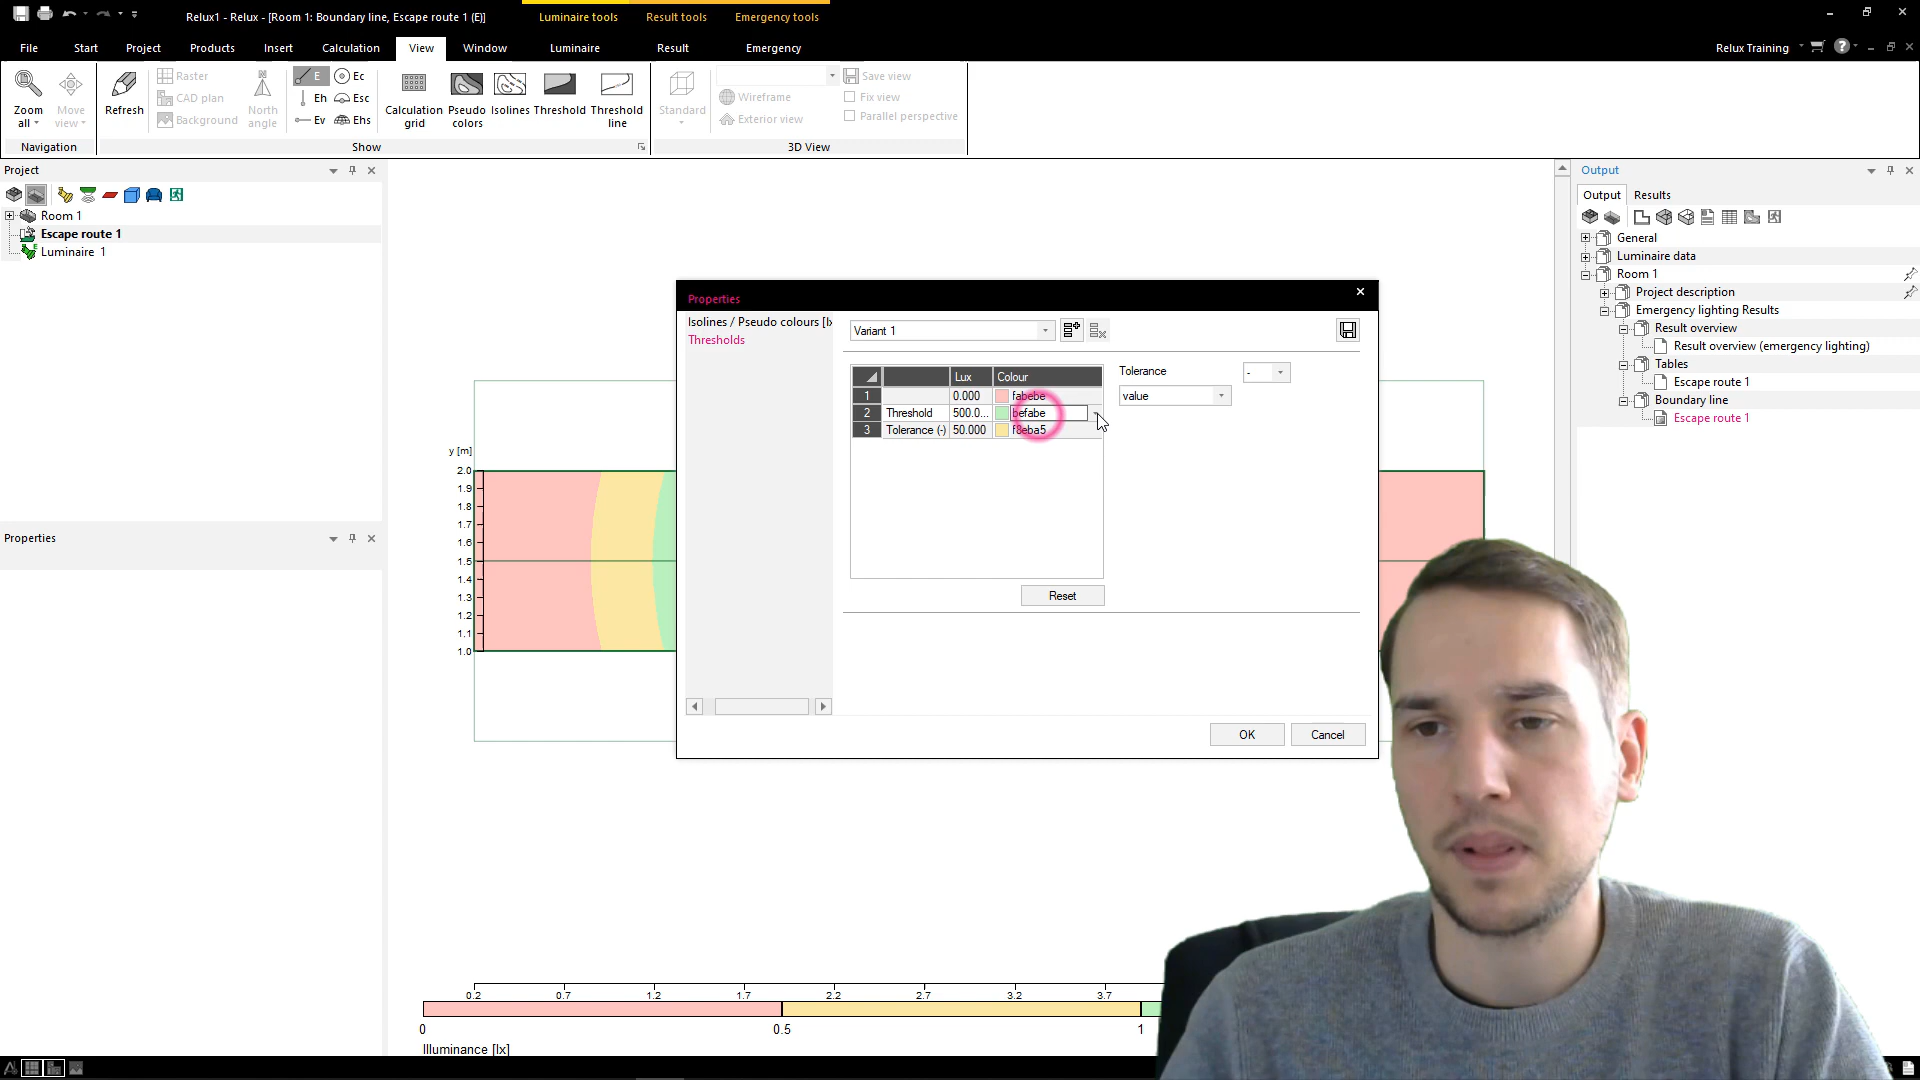 Relux1 - Relux - [Room 1: Boundary line, Escape route 1 (E)]
Luminaire tools
Result tools
Emergency tools
File
Start
Project
Products
Insert
Calculation
View
Window
Luminaire
Result
Emergency
Relux Training
Zoom all
Move view
Navigation
Refresh
Raster
CAD plan
Background
North angle
E
Eh
Ev
Ec
Esc
Ehs
Calculation grid
Pseudo colors
Isolines
Threshold
Threshold line
Show
Standard
Wireframe
Exterior view
Save view
Fix view
Parallel perspective
3D View
Project
Room 1
Escape route 1
Luminaire 1
Properties
Output
Output
Results
General
Luminaire data
Room 1
Project description
Emergency lighting Results
Result overview
Result overview (emergency lighting)
Tables
Escape route 1
Boundary line
Escape route 1
Properties
Isolines / Pseudo colours [lx
Thresholds
Variant 1
Lux
Colour
1
0.000
fabebe
2
Threshold
500.0...
befabe
3
Tolerance (-)
50.000
f8eba5
Tolerance
-
value
Reset
OK
Cancel
y [m]
2.0
1.9
1.8
1.7
1.6
1.5
1.4
1.3
1.2
1.1
1.0
0.2
0.7
1.2
1.7
2.2
2.7
3.2
3.7
0
0.5
1
Illuminance [lx]